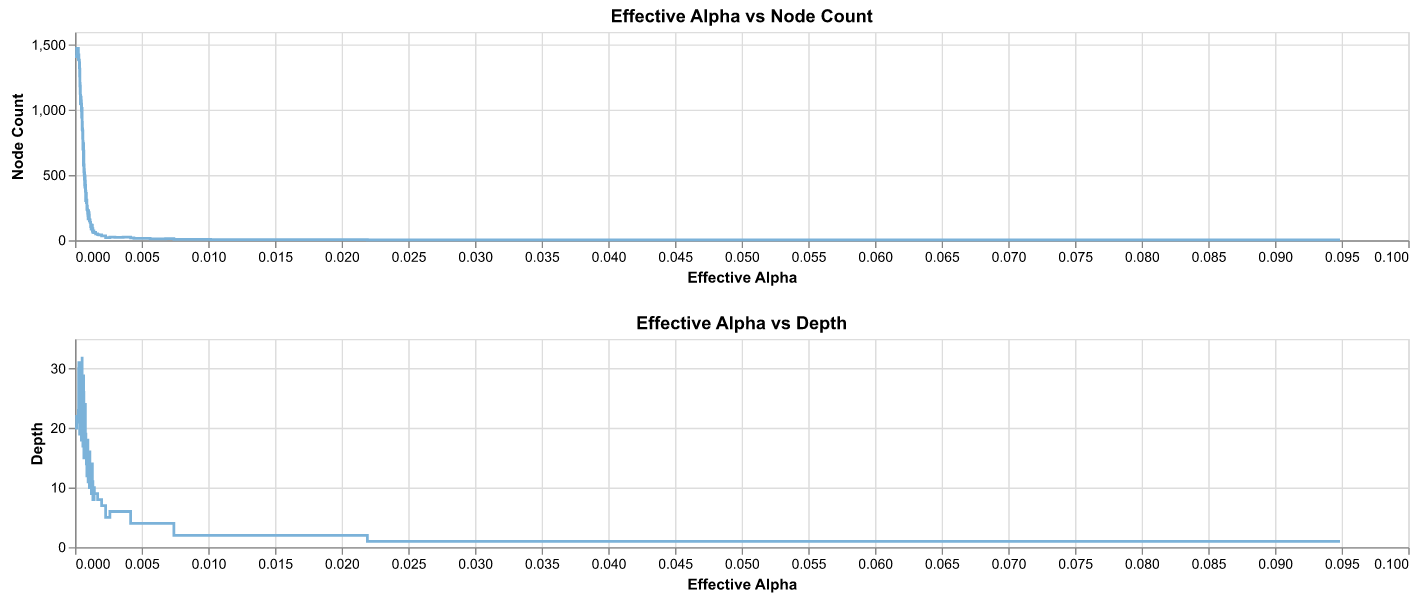 Effective Alpha vs Node Count
Node Count
1,500
1,000
500
0
0.000 0.005 0.010 0.015 0.020 0.025 0.030 0.035 0.040 0.045 0.050 0.055 0.060 0.065 0.070 0.075 0.080 0.085 0.090 0.095 0.100
Effective Alpha
Effective Alpha vs Depth
Depth
30
20
10
0
0.000 0.005 0.010 0.015 0.020 0.025 0.030 0.035 0.040 0.045 0.050 0.055 0.060 0.065 0.070 0.075 0.080 0.085 0.090 0.095 0.100
Effective Alpha